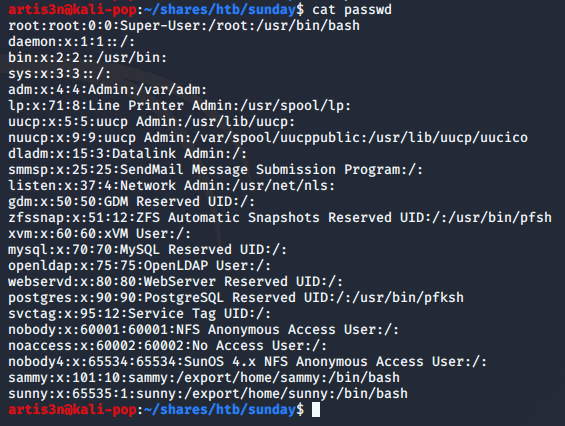 artis3n@kali-pop:~/shares/htb/sunday$ cat passwd
root:root:0:0:Super-User:/root:/usr/bin/bash
daemon:x:1:1::/:
bin:x:2:2::/usr/bin:
sys:x:3:3::/:
adm:x:4:4:Admin:/var/adm:
lp:x:71:8:Line Printer Admin:/usr/spool/lp:
uucp:x:5:5:uucp Admin:/usr/lib/uucp:
nuucp:x:9:9:uucp Admin:/var/spool/uucppublic:/usr/lib/uucp/uucico
dladm:x:15:3:Datalink Admin:/:
smmsp:x:25:25:SendMail Message Submission Program:/:
listen:x:37:4:Network Admin:/usr/net/nls:
gdm:x:50:50:GDM Reserved UID:/:
zfssnap:x:51:12:ZFS Automatic Snapshots Reserved UID:/:/usr/bin/pfsh
xvm:x:60:60:xVM User:/:
mysql:x:70:70:MySQL Reserved UID:/:
openldap:x:75:75:OpenLDAP User:/:
webservd:x:80:80:WebServer Reserved UID:/:
postgres:x:90:90:PostgreSQL Reserved UID:/:/usr/bin/pfksh
svctag:x:95:12:Service Tag UID:/:
nobody:x:60001:60001:NFS Anonymous Access User:/:
noaccess:x:60002:60002:No Access User:/:
nobody4:x:65534:65534:SunOS 4.x NFS Anonymous Access User:/:
sammy:x:101:10:sammy:/export/home/sammy:/bin/bash
sunny:x:65535:1:sunny:/export/home/sunny:/bin/bash
artis3n@kali-pop:~/shares/htb/sunday$